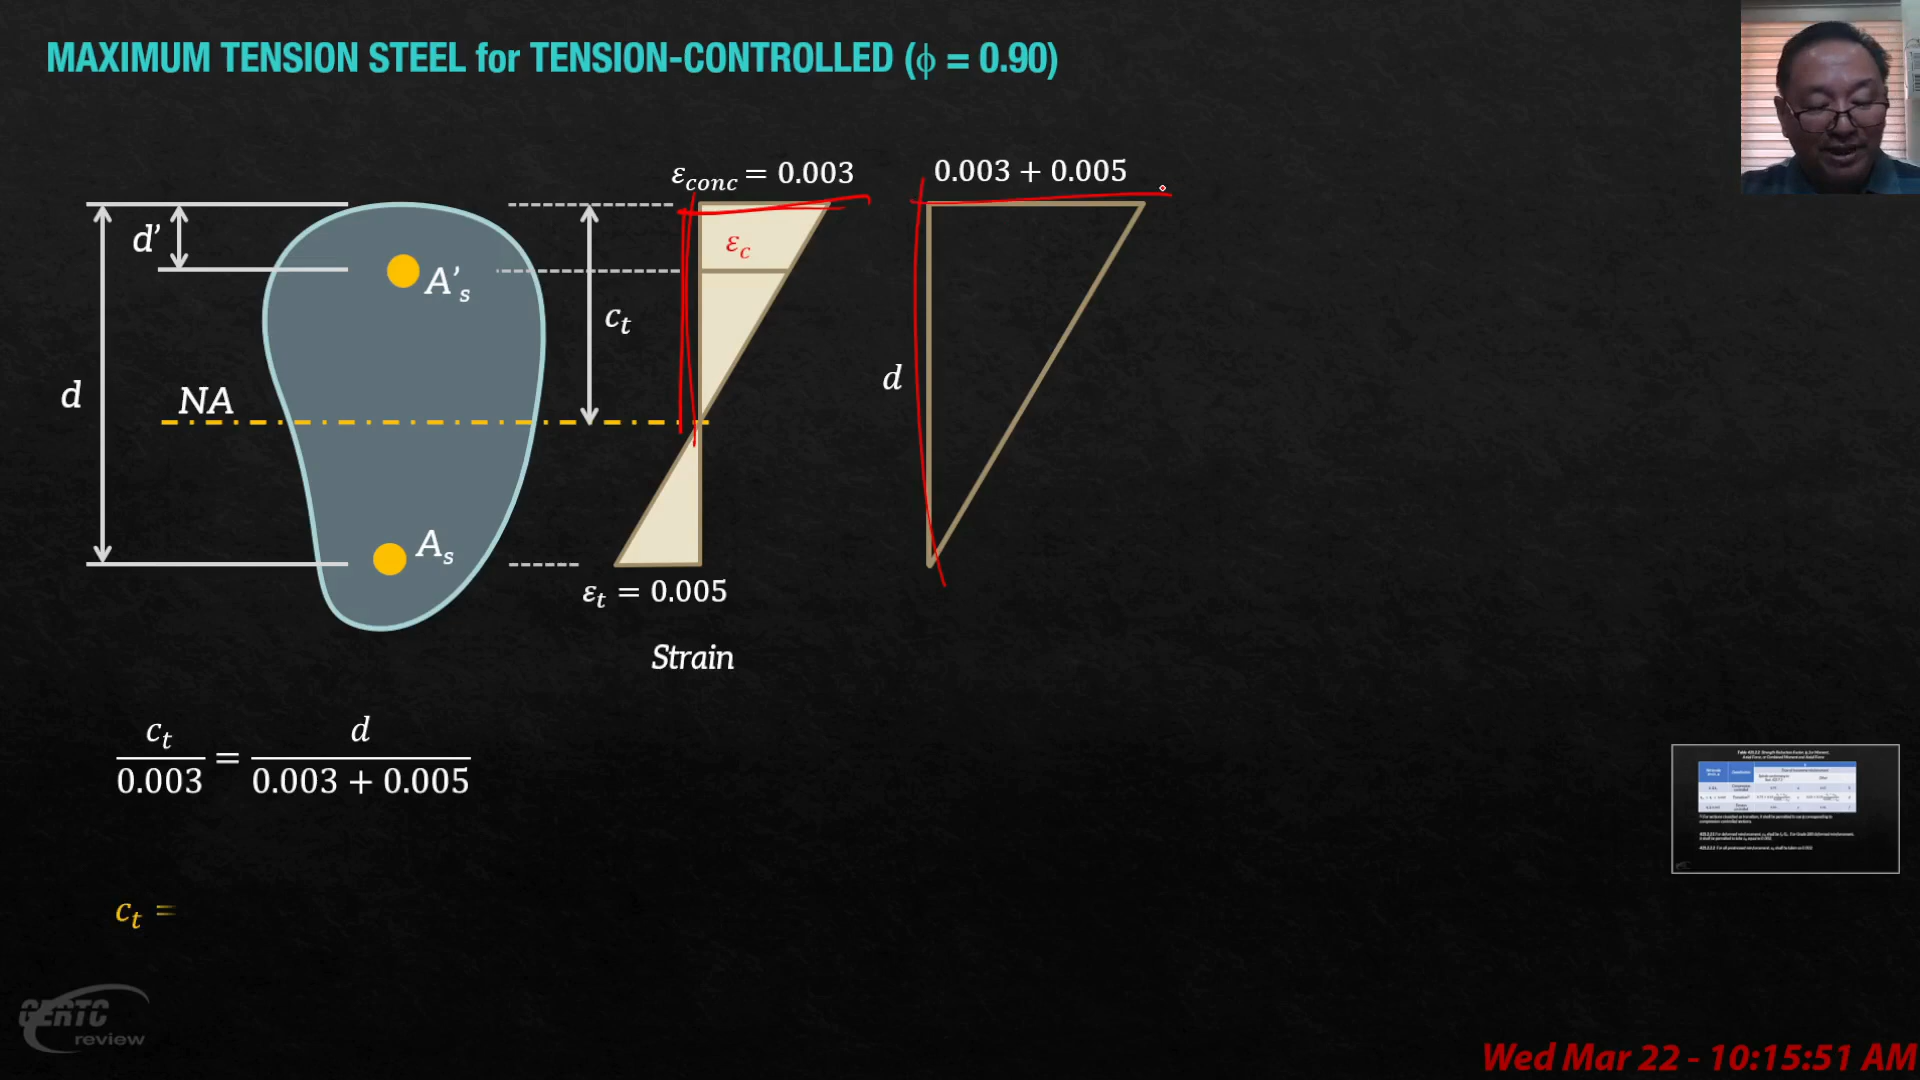 MAXIMUM TENSION STEEL for TENSION-CONTROLLED (ϕ = 0.90)
ε_conc = 0.003
0.003 + 0.005
d'
A's
ε_c
c_t
d
NA
d
A_s
ε_t = 0.005
Strain
c_t / 0.003 = d / (0.003 + 0.005)
c_t =
GERTC
review
Wed Mar 22 - 10:15:51 AM